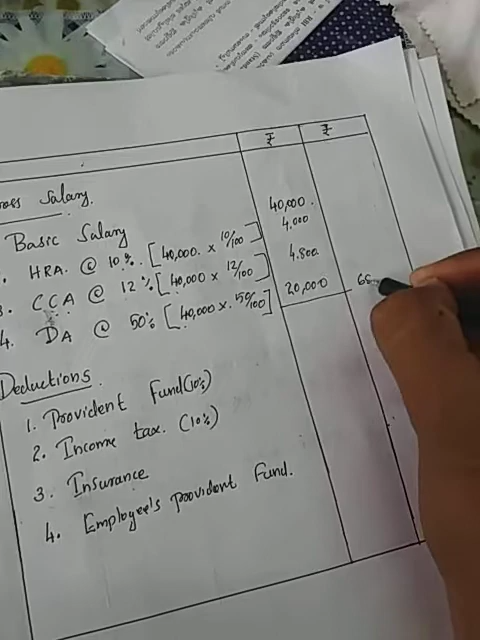 ₹ ₹
Salary.
Basic Salary 40,000.
HRA. @ 10%. [40,000. x 10/100] 4.000
CCA @ 12% [40,000 x 12/100] 4.800.
4. DA @ 50% [40,000 x. 50/100] 20,000 68
Deductions.
1. Provident fund (10%)
2. Income tax. (10%)
3. Insurance
4. Employee's provident Fund.